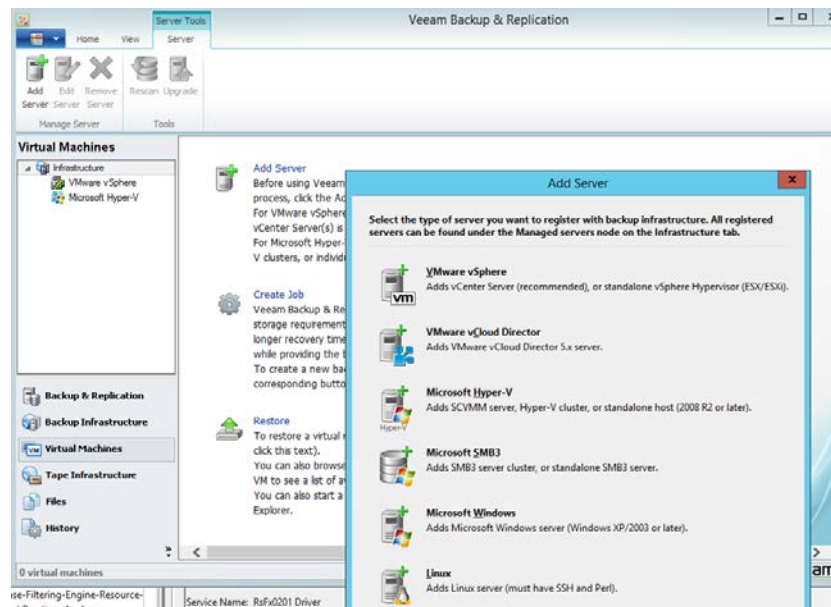 Server Tools
Veeam Backup & Replication
Home
View
Server
Add Server
Edit Server
Remove Server
Rescan
Upgrade
Manage Server
Tools
Virtual Machines
Infrastructure
VMware vSphere
Microsoft Hyper-V
Backup & Replication
Backup Infrastructure
Virtual Machines
Tape Infrastructure
Files
History
0 virtual machines
Add Server
Before using Veeam
process, click the
For VMware vSphere
vCenter Server(s) is
For Microsoft Hyper-
V clusters, or
Create Job
Veeam Backup &
storage requirement
longer recovery time
while providing the
To create a new
corresponding
Restore
To restore a virtual
click this text).
You can also browse
VM to see a list of
You can also start a
Explorer.
Add Server
Select the type of server you want to register with backup infrastructure. All registered
servers can be found under the Managed servers node on the Infrastructure tab.
vm
VMware vSphere
Adds vCenter Server (recommended), or standalone vSphere Hypervisor (ESX/ESXi).
VMware vCloud Director
Adds VMware vCloud Director 5.x server.
Hyper-V
Microsoft Hyper-V
Adds SCVMM server, Hyper-V cluster, or standalone host (2008 R2 or later).
Microsoft SMB3
Adds SMB3 server cluster, or standalone SMB3 server.
Microsoft Windows
Adds Microsoft Windows server (Windows XP/2003 or later).
Linux
Adds Linux server (must have SSH and Perl).
se-Filtering-Engine-Resource-
Service Name: RsFx0201 Driver